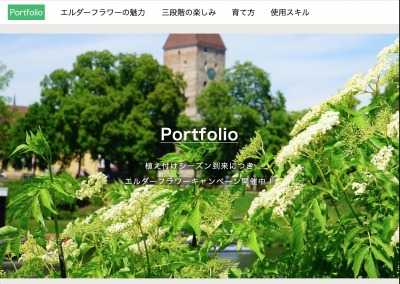 Portfolio エルダーフラワーの魅力 三段階の楽しみ 育て方 使用スキル
Portfolio
植え付けシーズン到来につき、
エルダーフラワーキャンペーン開催中！